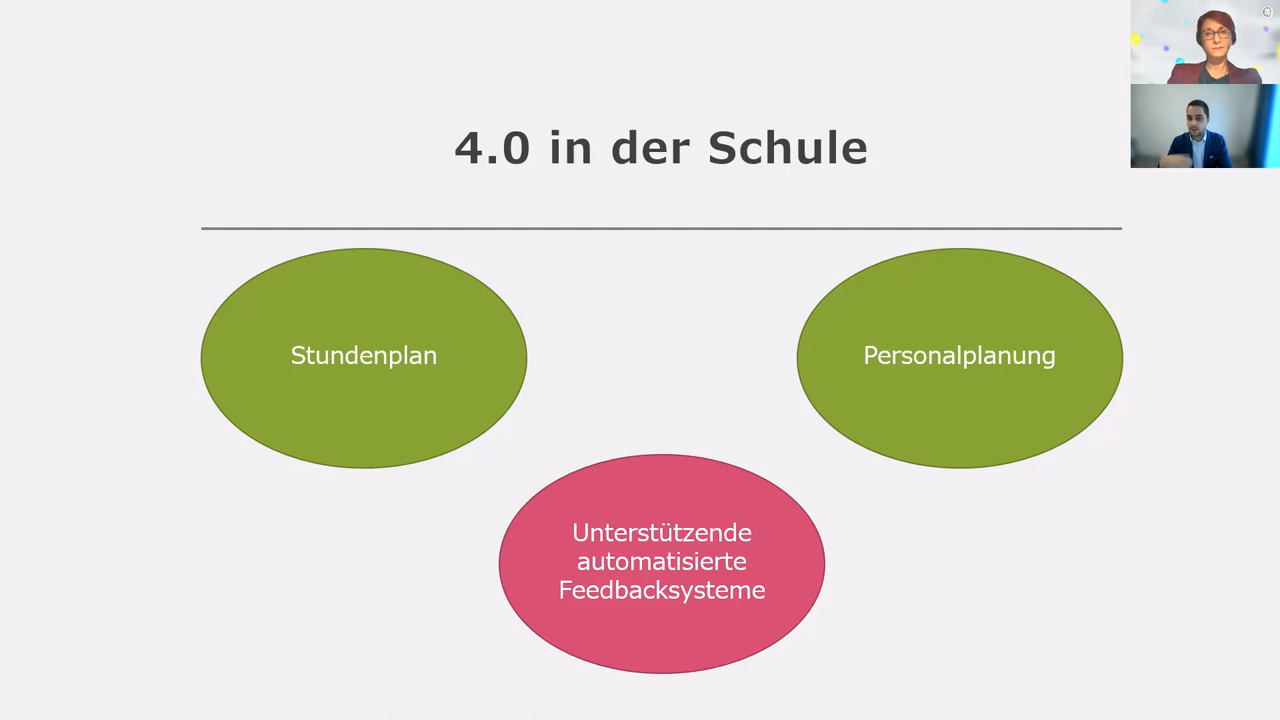 4.0 in der Schule
Stundenplan
Personalplanung
Unterstützende
automatisierte
Feedbacksysteme